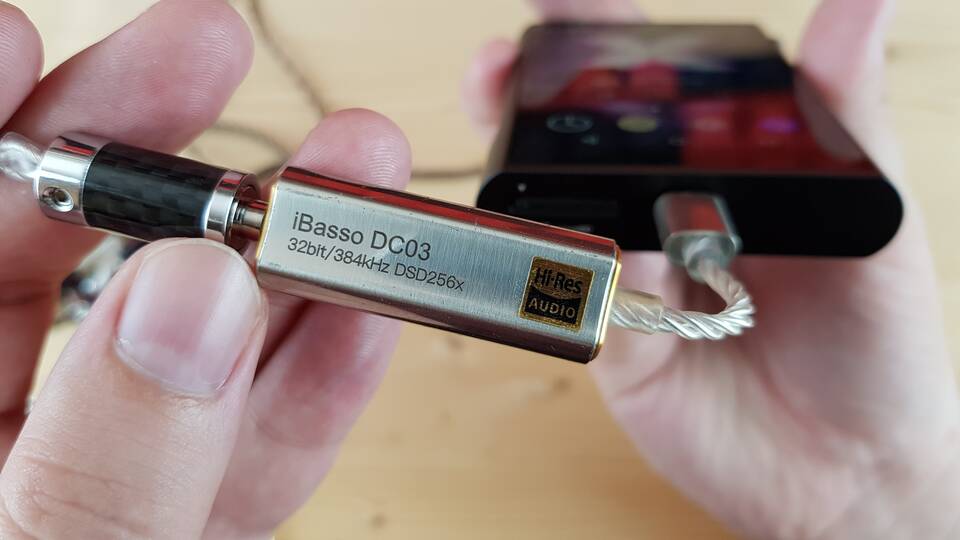 iBasso DC03
32bit/384kHz DSD256x
Hi-Res
AUDIO